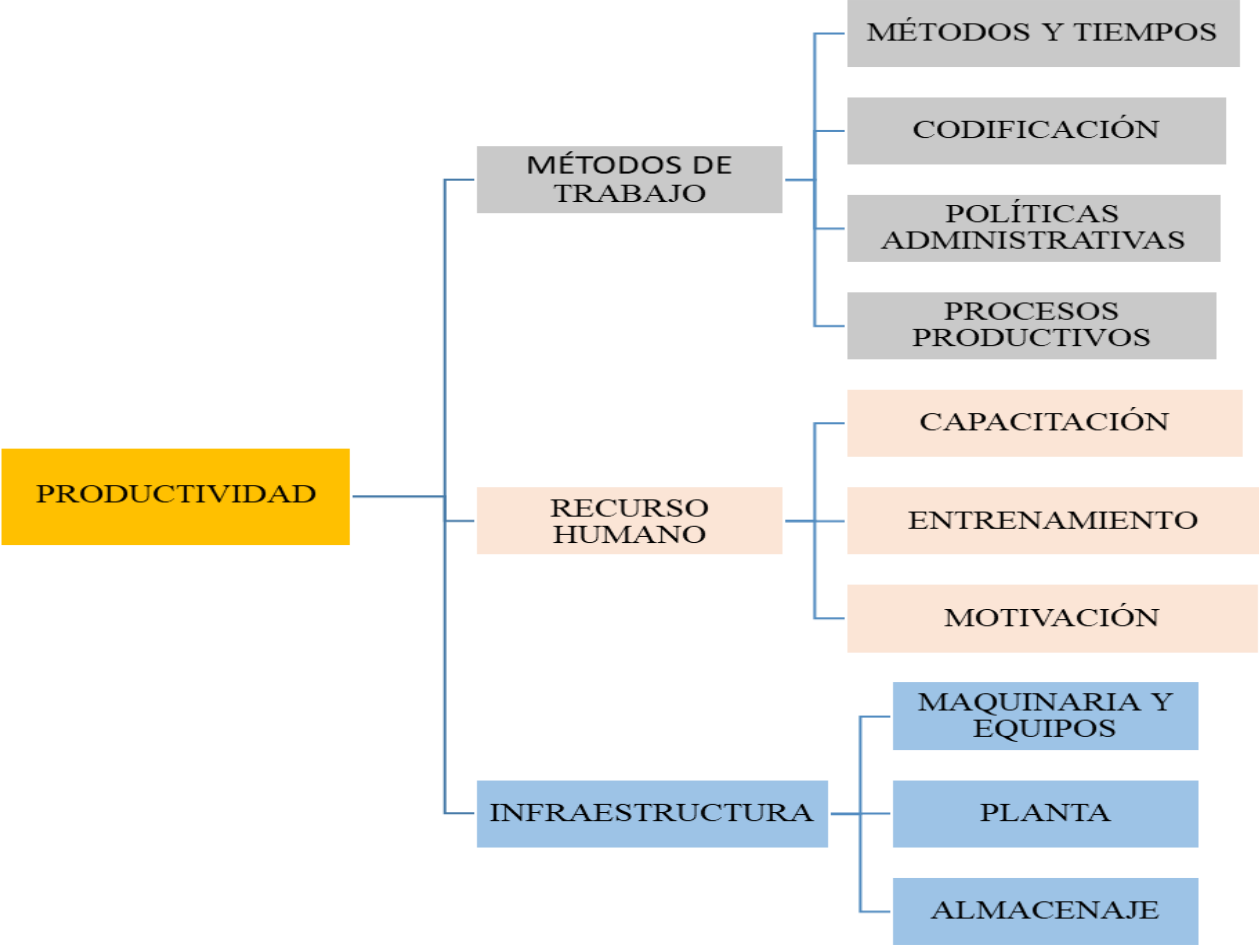 MÉTODOS Y TIEMPOS
CODIFICACIÓN
MÉTODOS DE
TRABAJO
POLÍTICAS
ADMINISTRATIVAS
PROCESOS
PRODUCTIVOS
CAPACITACIÓN
PRODUCTIVIDAD
RECURSO
HUMANO
ENTRENAMIENTO
MOTIVACIÓN
MAQUINARIA Y
EQUIPOS
INFRAESTRUCTURA
PLANTA
ALMACENAJE